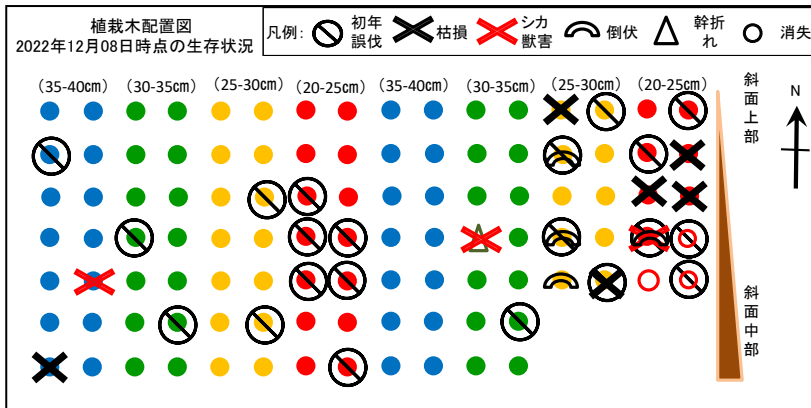 植栽木配置図
2022年12月08日時点の生存状況
凡例：
初年
誤伐
枯損
シカ
獣害
倒伏
幹折
れ
消失
（35-40㎝） （30-35㎝） （25-30㎝） （20-25㎝） （35-40㎝） （30-35㎝） （25-30㎝） （20-25㎝）
斜面上部
N
斜面中部